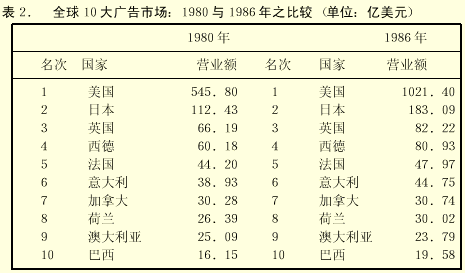 表 2. 全球 10 大广告市场: 1980 与 1986 年之比较 (单位: 亿美元)
1980 年 1986 年
名次 国家 营业额 名次 国家 营业额
1 美国 545.80 1 美国 1021.40
2 日本 112.43 2 日本 183.09
3 英国 66.19 3 英国 82.22
4 西德 60.18 4 西德 80.93
5 法国 44.20 5 法国 47.97
6 意大利 38.93 6 意大利 44.75
7 加拿大 30.28 7 加拿大 30.74
8 荷兰 26.39 8 荷兰 30.02
9 澳大利亚 25.09 9 澳大利亚 23.79
10 巴西 16.15 10 巴西 19.58